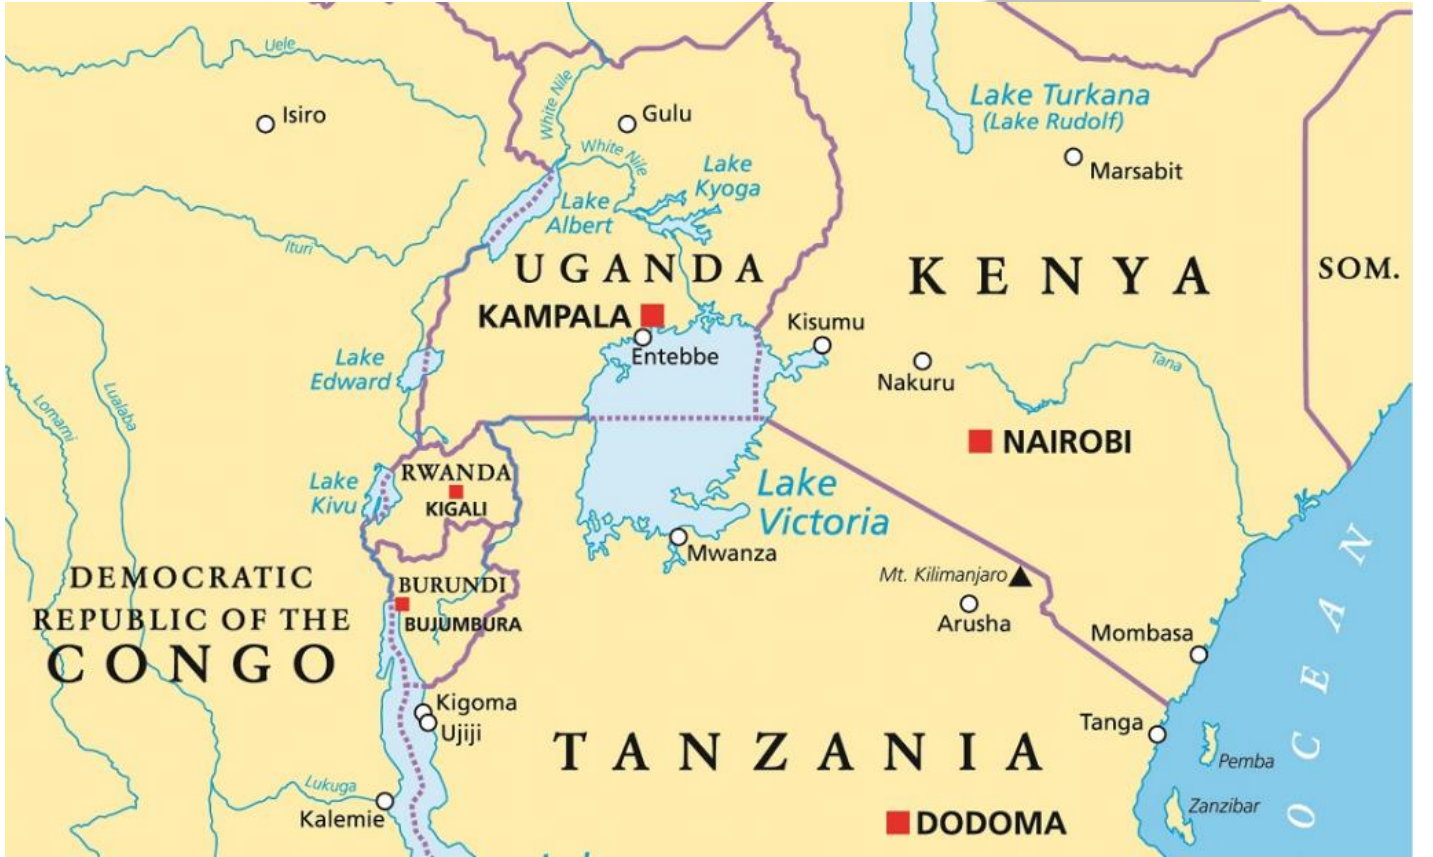 Uele
Isiro
White Nile
Gulu
White Nile
Lake Turkana
(Lake Rudolf)
Marsabit
Lake
Kyoga
Lake
Albert
Ituri
UGANDA
KENYA
SOM.
KAMPALA
Entebbe
Kisumu
Nakuru
Tana
Lake
Edward
Lomami
Lualaba
NAIROBI
RWANDA
KIGALI
Lake
Kivu
Lake
Victoria
Mwanza
DEMOCRATIC
REPUBLIC OF THE
CONGO
BURUNDI
BUJUMBURA
Mt. Kilimanjaro
Arusha
Mombasa
OCEAN
Kigoma
Ujiji
Tanga
TANZANIA
Pemba
Zanzibar
Lukuga
Kalemie
DODOMA